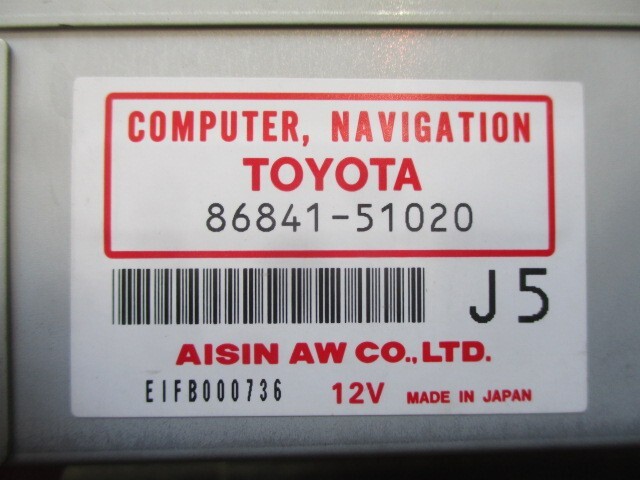 COMPUTER, NAVIGATION
TOYOTA
86841-51020
J5
AISIN AW CO.,LTD.
EIFB000736 12V MADE IN JAPAN